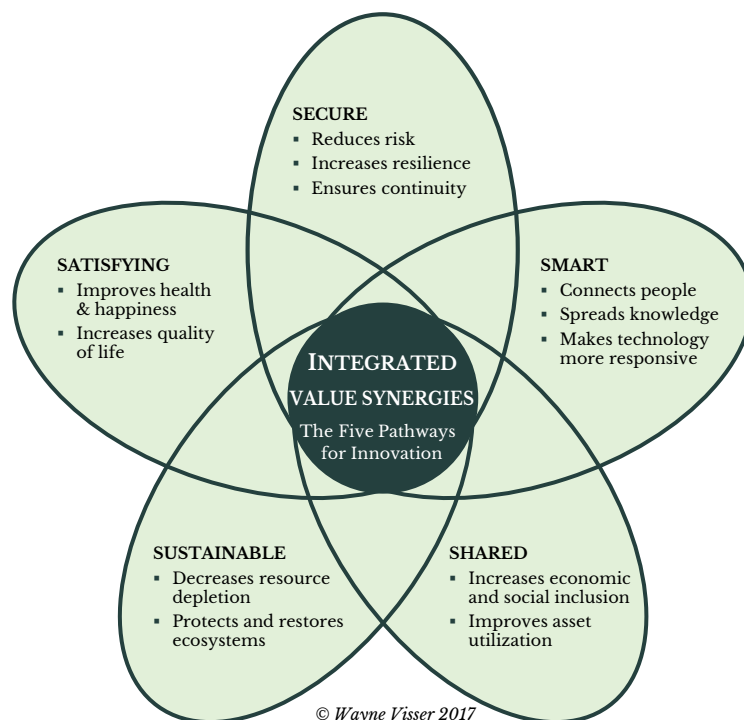 SECURE
▪ Reduces risk
▪ Increases resilience
▪ Ensures continuity
SATISFYING
▪ Improves health
& happiness
▪ Increases quality
of life
SMART
▪ Connects people
▪ Spreads knowledge
▪ Makes technology
more responsive
INTEGRATED
VALUE SYNERGIES
The Five Pathways
for Innovation
SUSTAINABLE
▪ Decreases resource
depletion
▪ Protects and restores
ecosystems
SHARED
▪ Increases economic
and social inclusion
▪ Improves asset
utilization
© Wayne Visser 2017